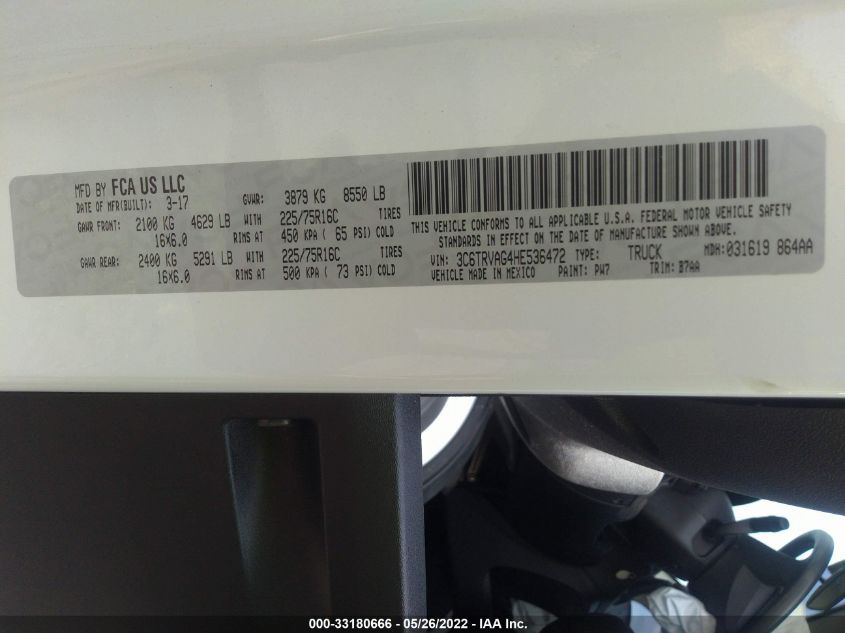 MFD BY FCA US LLC
DATE OF MFR(BUILT): 3-17 GVWR: 3879 KG 8550 LB
GAWR FRONT: 2100 KG 4629 LB WITH 225/75R16C TIRES
16X6.0 RIMS AT 450 KPA ( 65 PSI) COLD
GAWR REAR: 2400 KG 5291 LB WITH 225/75R16C TIRES
16X6.0 RIMS AT 500 KPA ( 73 PSI) COLD
THIS VEHICLE CONFORMS TO ALL APPLICABLE U.S.A. FEDERAL MOTOR VEHICLE SAFETY
STANDARDS IN EFFECT ON THE DATE OF MANUFACTURE SHOWN ABOVE.
VIN: 3C6TRVAG4HE536472 TYPE: TRUCK MDH: 031619 864AA
VEHICLE MADE IN MEXICO PAINT: PW7 TRIM: B7AA
000-33180666 - 05/26/2022 - IAA Inc.